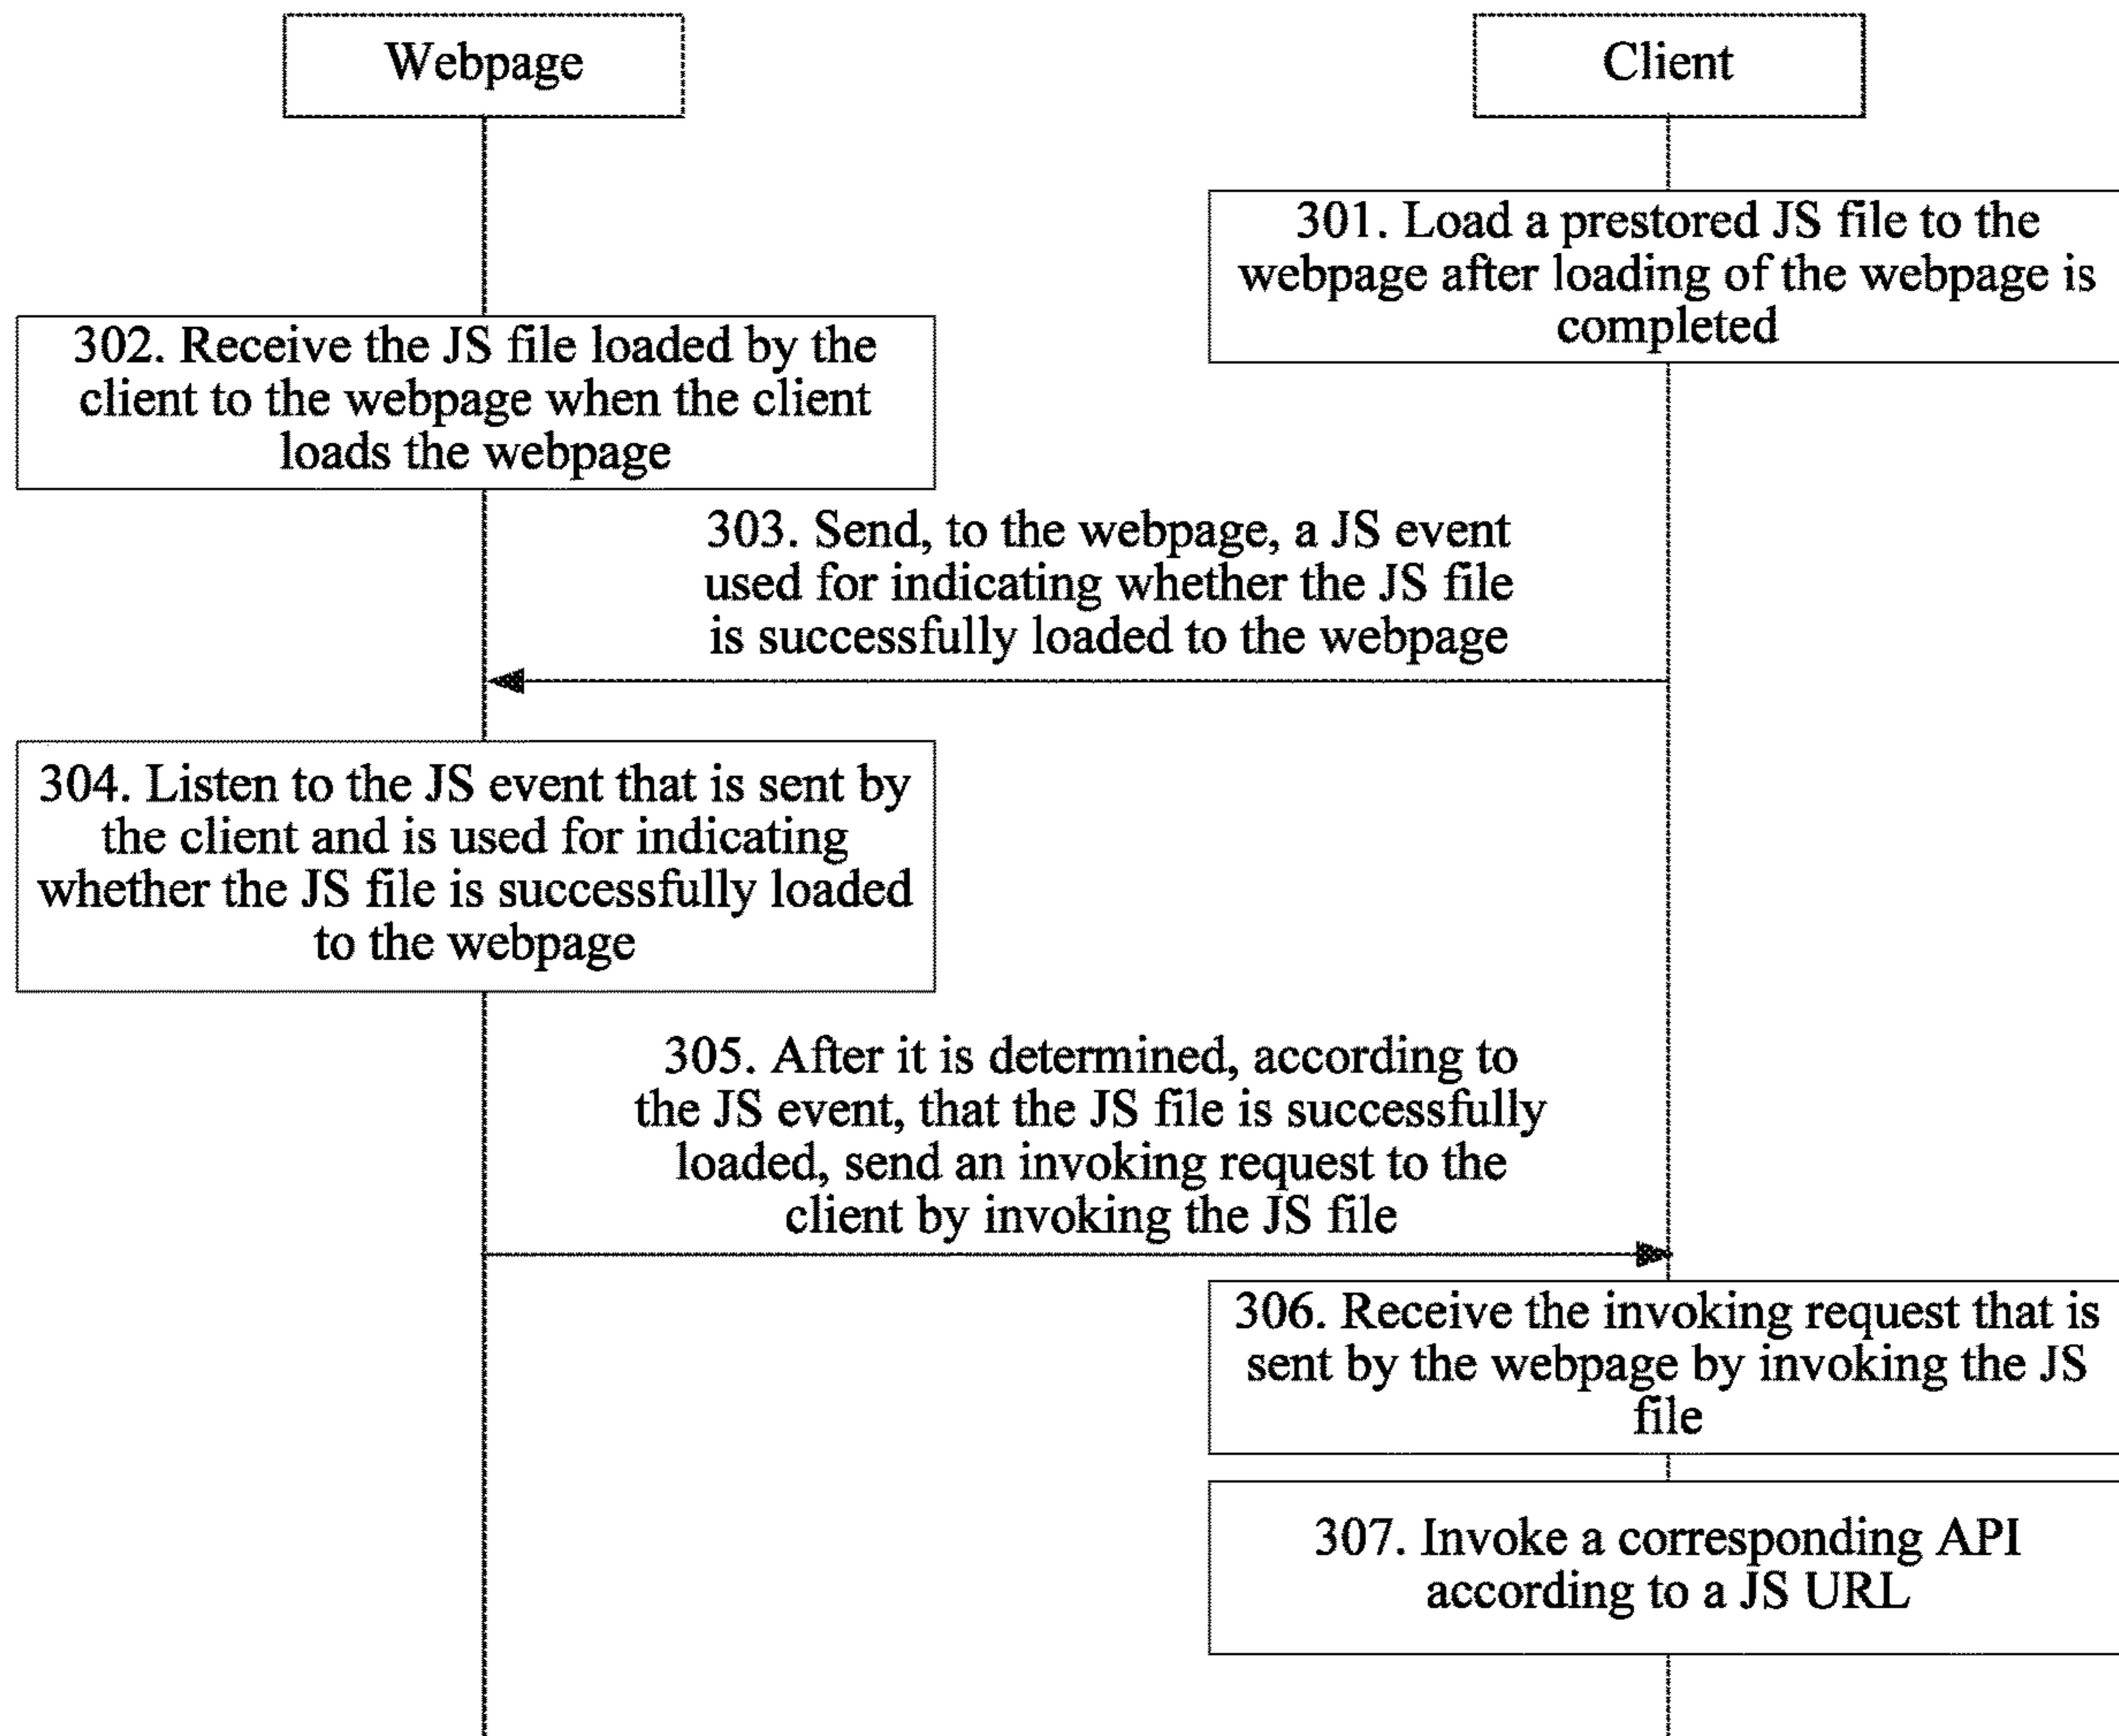 Webpage
Client
301. Load a prestored JS file to the
webpage after loading of the webpage is
completed
302. Receive the JS file loaded by the
client to the webpage when the client
loads the webpage
303. Send, to the webpage, a JS event
used for indicating whether the JS file
is successfully loaded to the webpage
304. Listen to the JS event that is sent by
the client and is used for indicating
whether the JS file is successfully loaded
to the webpage
305. After it is determined, according to
the JS event, that the JS file is successfully
loaded, send an invoking request to the
client by invoking the JS file
306. Receive the invoking request that is
sent by the webpage by invoking the JS
file
307. Invoke a corresponding API
according to a JS URL